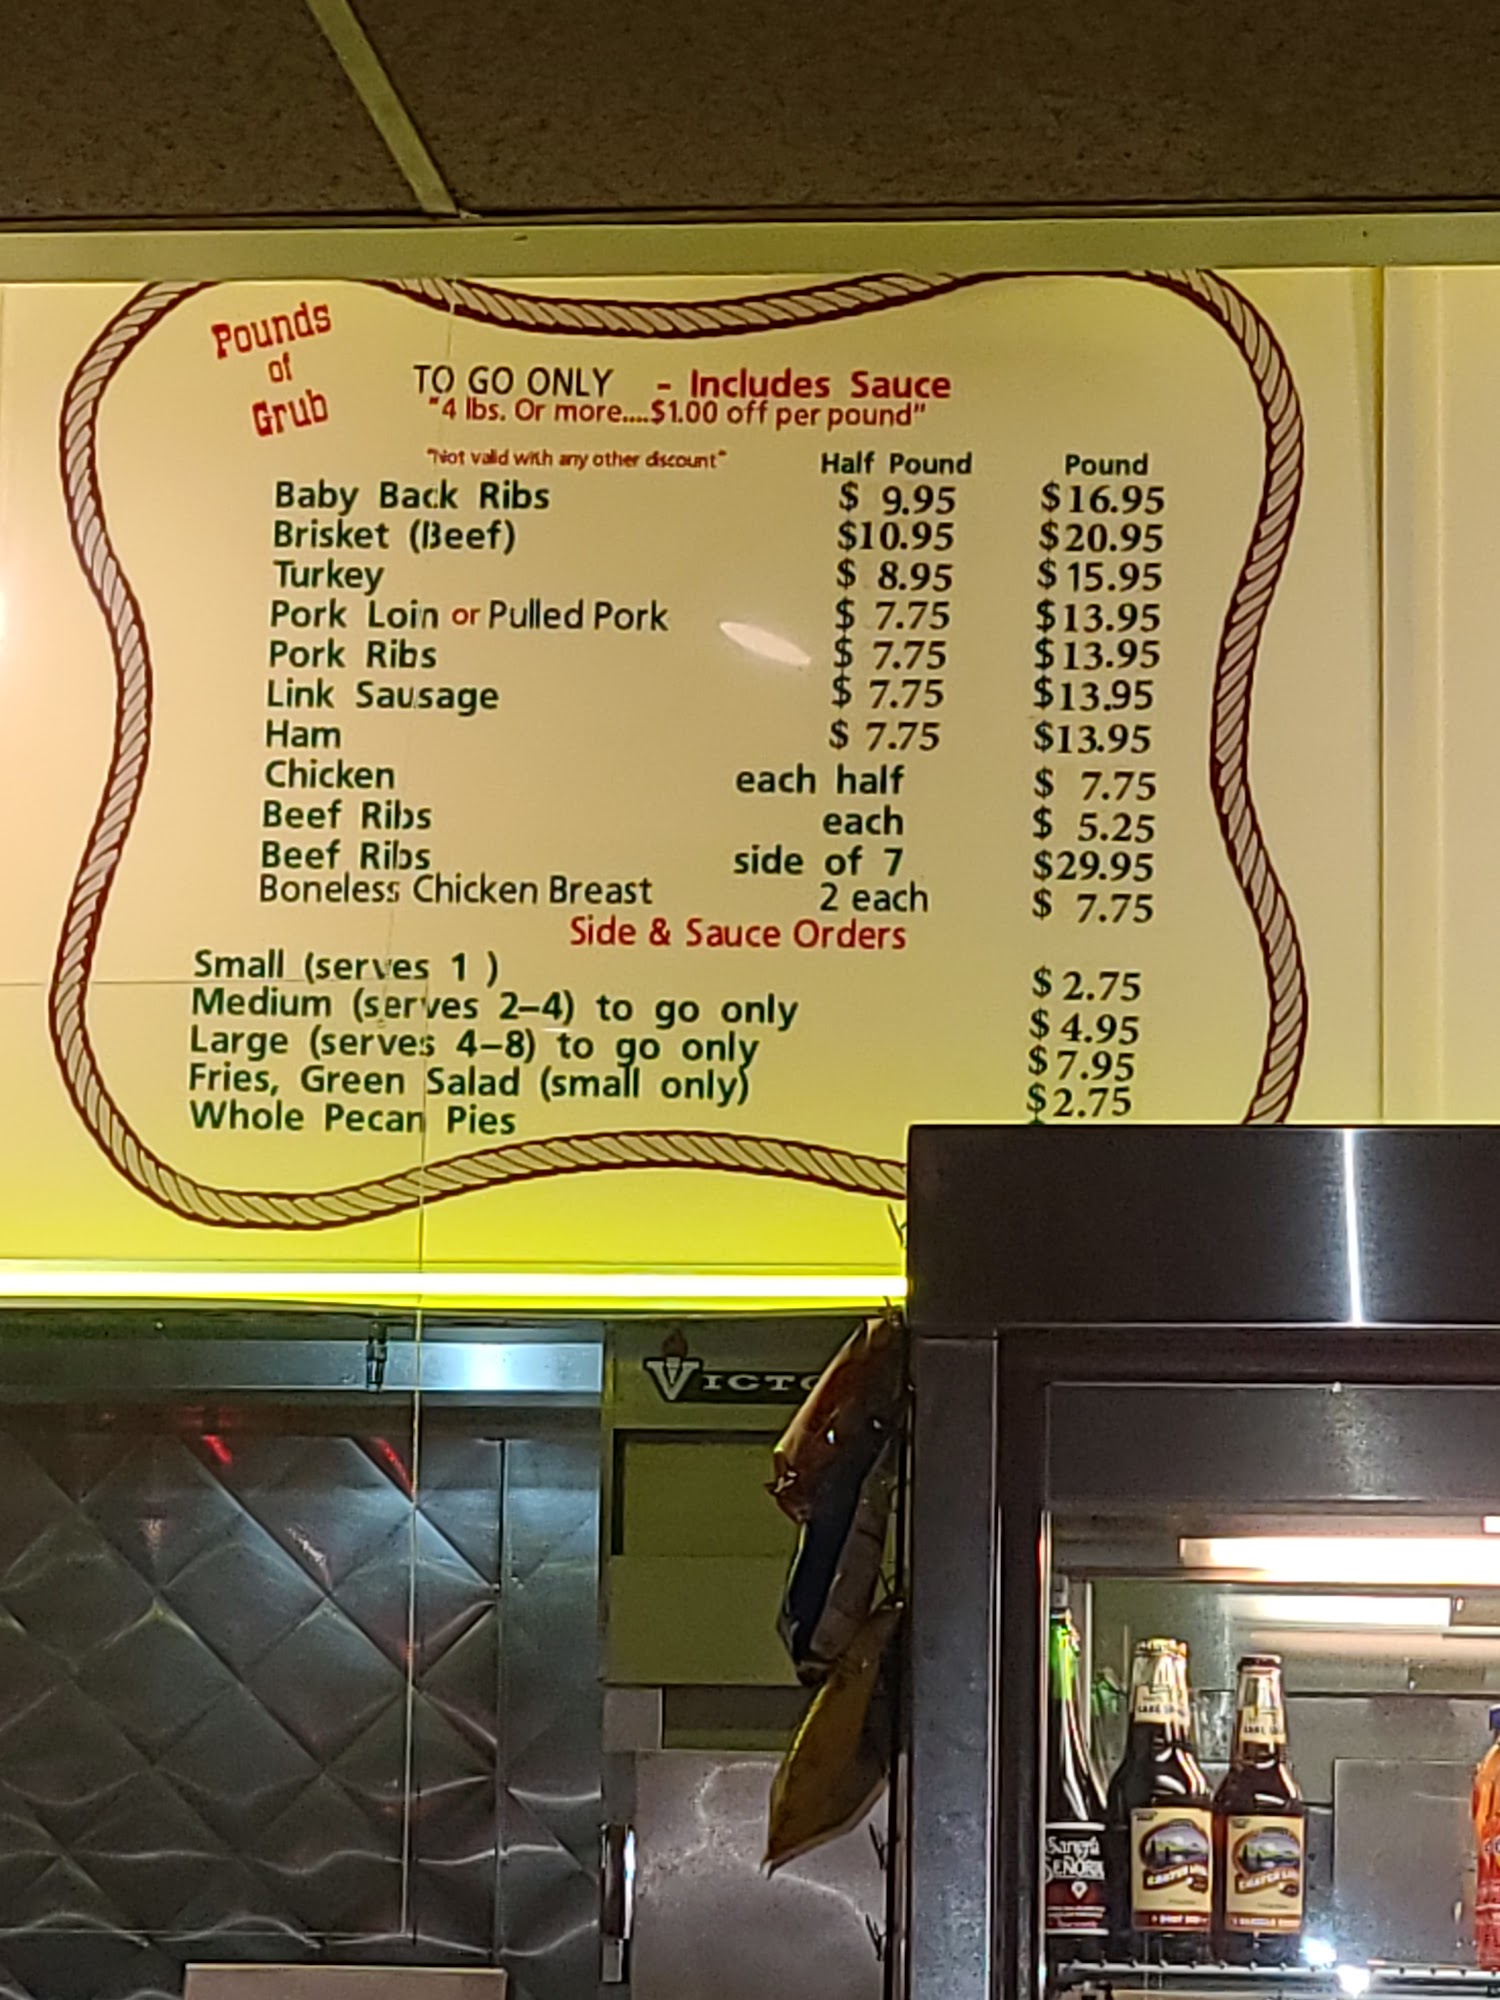 Pounds
of
Grub
TO GO ONLY - Includes Sauce
"4 lbs. Or more....$1.00 off per pound"
"Not valid with any other discount" Half Pound Pound
Baby Back Ribs $ 9.95 $16.95
Brisket (Beef) $10.95 $20.95
Turkey $ 8.95 $15.95
Pork Loin or Pulled Pork $ 7.75 $13.95
Pork Ribs $ 7.75 $13.95
Link Sausage $ 7.75 $13.95
Ham $ 7.75 $13.95
Chicken each half $ 7.75
Beef Ribs each $ 5.25
Beef Ribs side of 7 $29.95
Boneless Chicken Breast 2 each $ 7.75
Side & Sauce Orders
Small (serves 1 ) $2.75
Medium (serves 2-4) to go only $4.95
Large (serves 4-8) to go only $7.95
Fries, Green Salad (small only) $2.75
Whole Pecan Pies
Sangria
SEÑORIAL